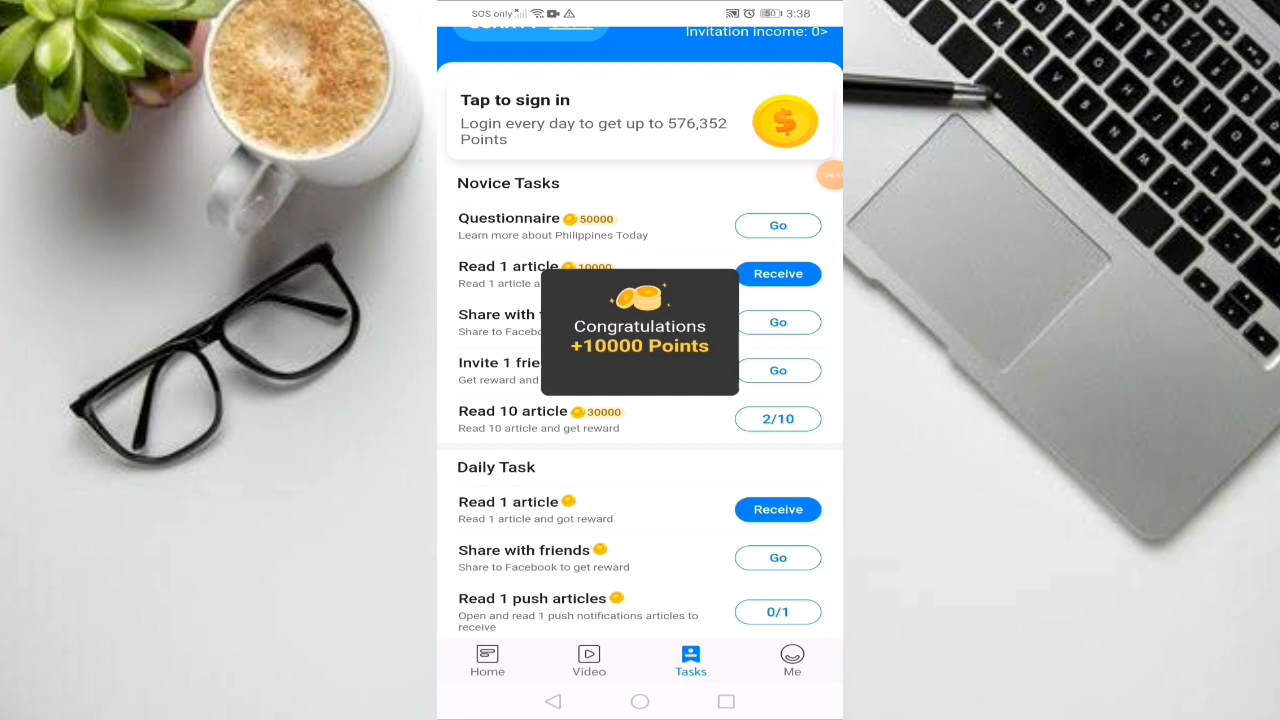 SOS only
50
3:38
Invitation Income: 0>
Tap to sign in
Login every day to get up to 576,352
Points
Novice Tasks
Questionnaire 50000
Learn more about Philippines Today
Go
Read 1 article 10000
Read 1 article
Receive
Share with
Share to
Go
Congratulations
+10000 Points
Invite 1
Get reward and
Go
Read 10 article 30000
Read 10 article and get reward
2/10
Daily Task
Read 1 article
Read 1 article and got reward
Receive
Share with friends
Share to Facebook to get reward
Go
Read 1 push articles
Open and read 1 push notifications articles to
receive
0/1
Home
Video
Tasks
Me